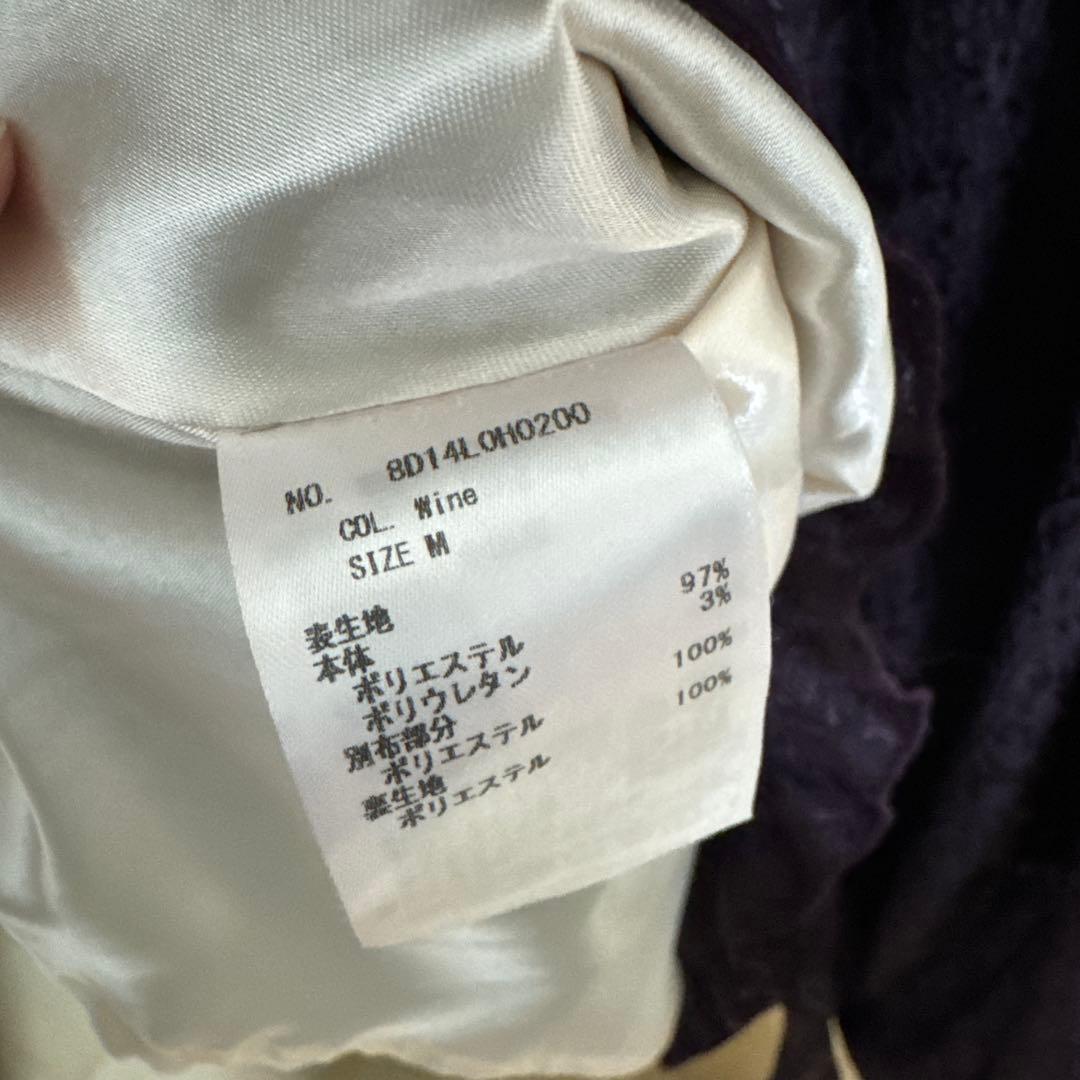 NO. 8D14L0H0200
COL. Wine
SIZE M
表生地
本体
ポリエステル 97%
ポリウレタン 3%
別布部分
ポリエステル 100%
裏生地
ポリエステル 100%